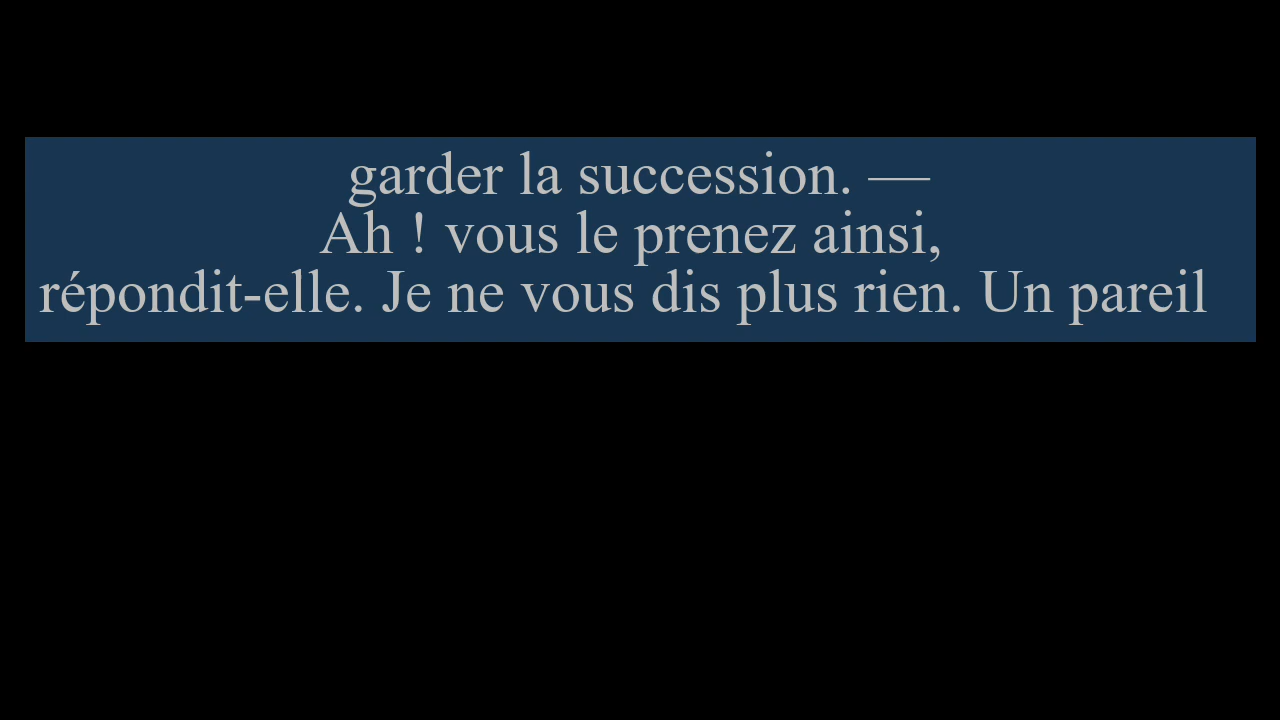 garder la succession. —
Ah ! vous le prenez ainsi,
répondit-elle. Je ne vous dis plus rien. Un pareil